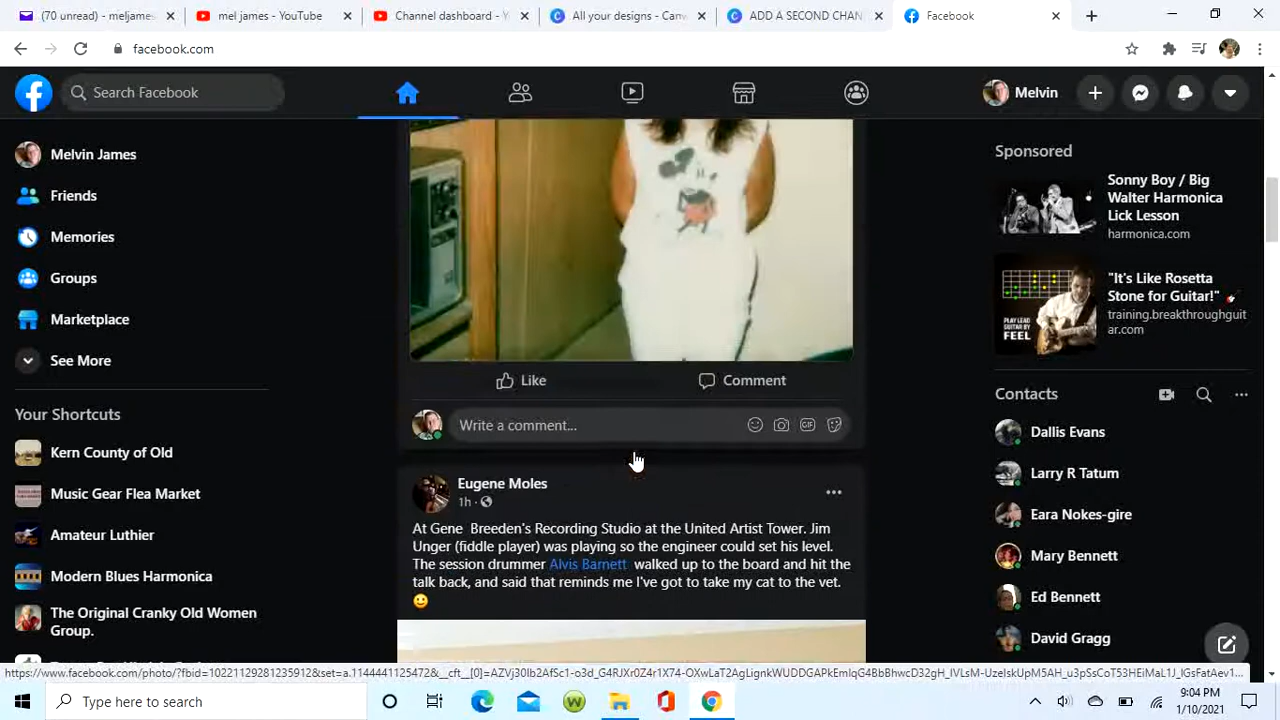 (70 unread) - meljames
mel james - YouTube
Channel dashboard - Y
All your designs - Canv
ADD A SECOND CHAN
Facebook
facebook.com
Search Facebook
Melvin
Melvin James
Friends
Memories
Groups
Marketplace
See More
Your Shortcuts
Kern County of Old
Music Gear Flea Market
Amateur Luthier
Modern Blues Harmonica
The Original Cranky Old Women
Group.
Like
Comment
Write a comment...
GIF
Eugene Moles
1h
At Gene Breeden's Recording Studio at the United Artist Tower. Jim
Unger (fiddle player) was playing so the engineer could set his level.
The session drummer Alvis Barnett walked up to the board and hit the
talk back, and said that reminds me I've got to take my cat to the vet.
Sponsored
Sonny Boy / Big
Walter Harmonica
Lick Lesson
harmonica.com
PLAY LEAD
GUITAR BY
FEEL
"It's Like Rosetta
Stone for Guitar!"
training.breakthroughguit
ar.com
Contacts
Dallis Evans
Larry R Tatum
Eara Nokes-gire
Mary Bennett
Ed Bennett
David Gragg
Type here to search
9:04 PM
1/10/2021